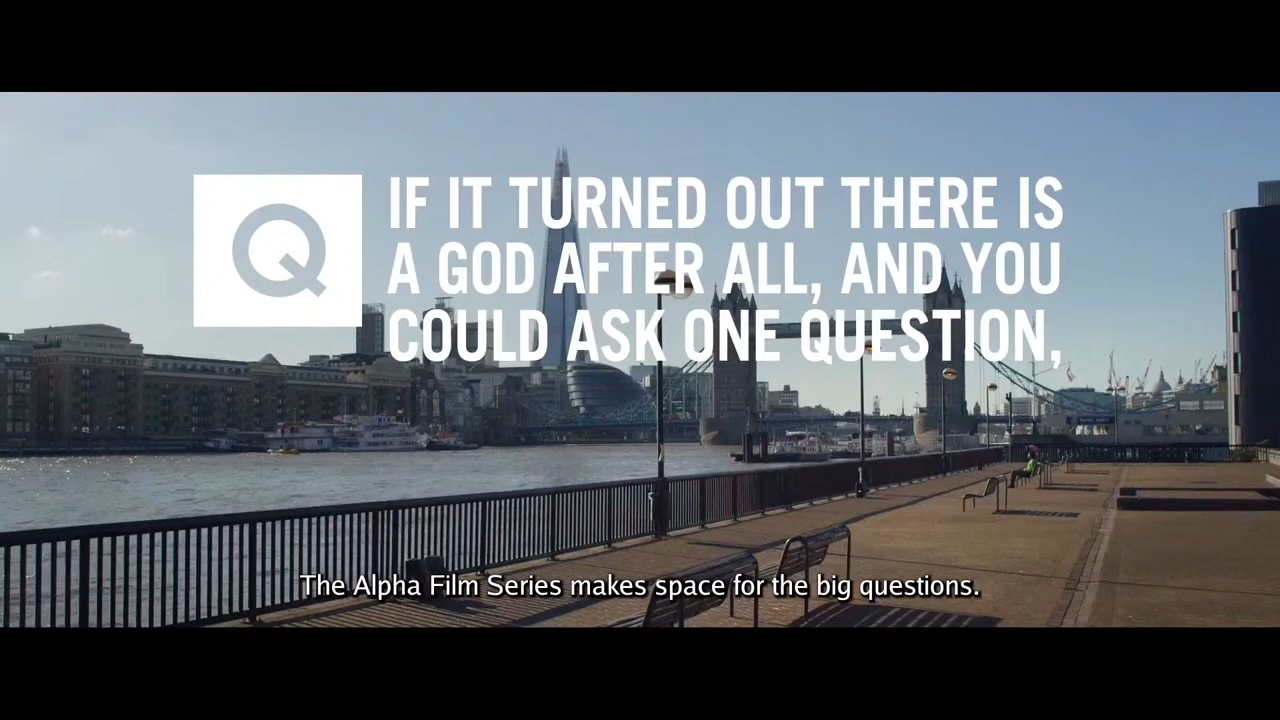 Q
IF IT TURNED OUT THERE IS
A GOD AFTER ALL, AND YOU
COULD ASK ONE QUESTION,
The Alpha Film Series makes space for the big questions.